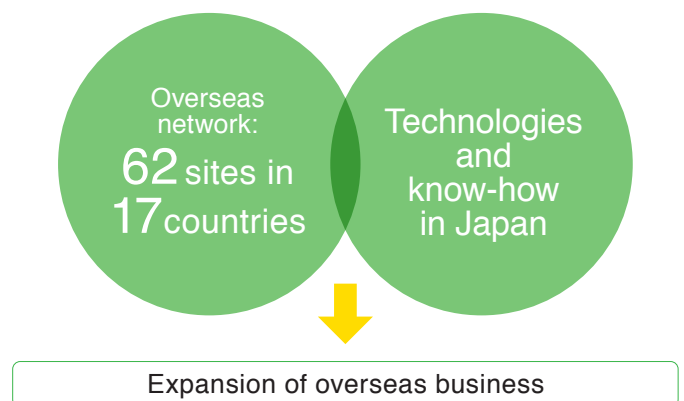 Overseas
network:
62 sites in
17 countries
Technologies
and
know-how
in Japan
Expansion of overseas business